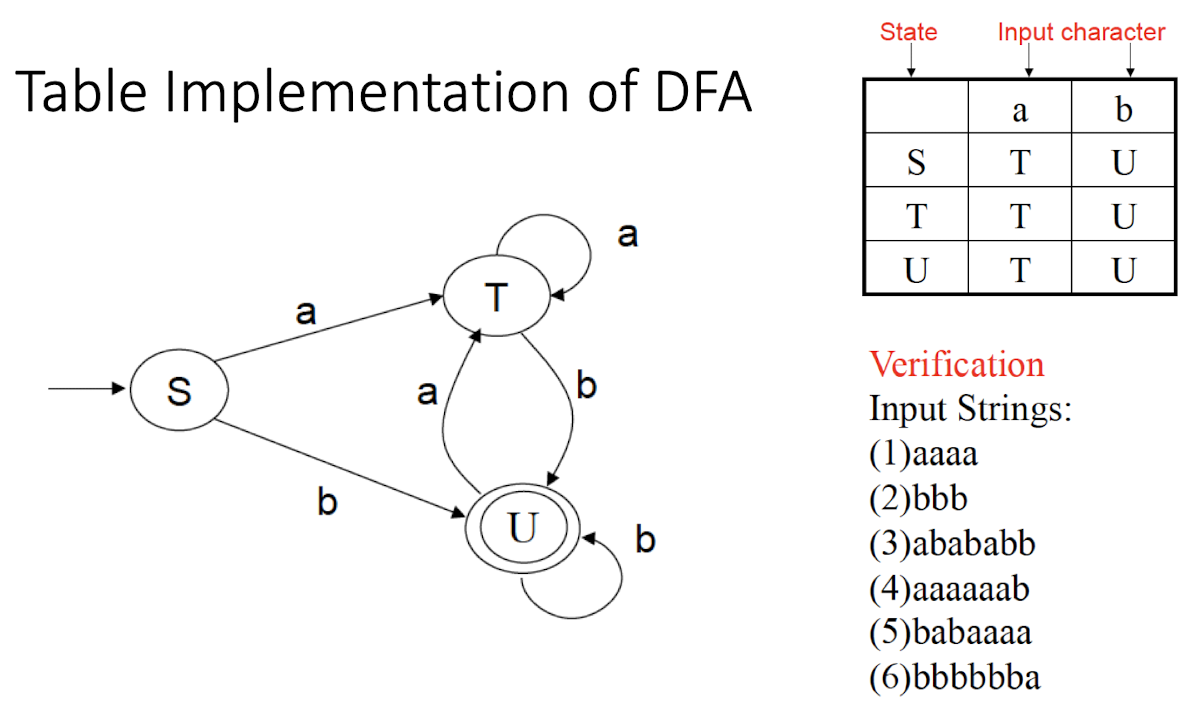 Table Implementation of DFA
State Input character
a b
S T U
T T U
U T U
a
T
a
S
a
b
b
U
b
Verification
Input Strings:
(1)aaaa
(2)bbb
(3)abababb
(4)aaaaaab
(5)babaaaa
(6)bbbbbba